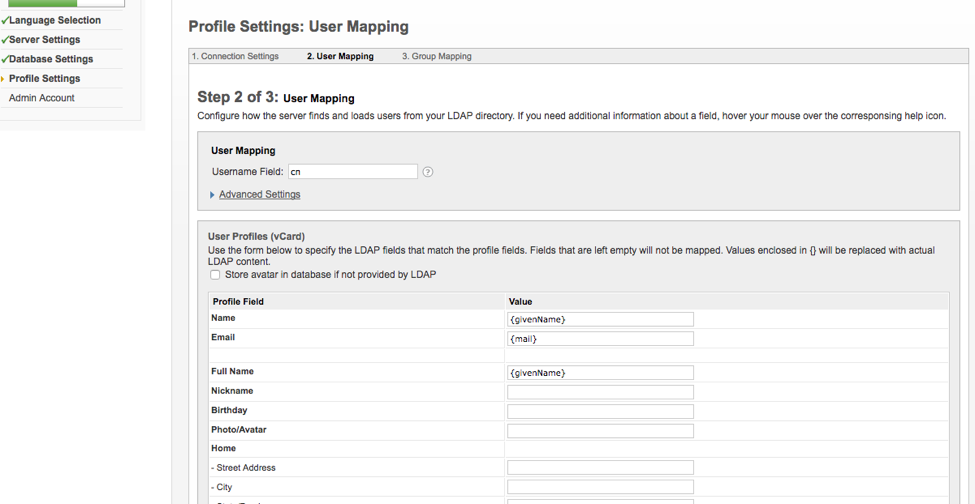 ✓Language Selection
✓Server Settings
✓Database Settings
Profile Settings
Admin Account
Profile Settings: User Mapping
1. Connection Settings 2. User Mapping 3. Group Mapping
Step 2 of 3: User Mapping
Configure how the server finds and loads users from your LDAP directory. If you need additional information about a field, hover your mouse over the corresponsing help icon.
User Mapping
Username Field: cn ?
Advanced Settings
User Profiles (vCard)
Use the form below to specify the LDAP fields that match the profile fields. Fields that are left empty will not be mapped. Values enclosed in {} will be replaced with actual
LDAP content.
Store avatar in database if not provided by LDAP
Profile Field Value
Name {givenName}
Email {mail}
Full Name {givenName}
Nickname
Birthday
Photo/Avatar
Home
- Street Address
- City